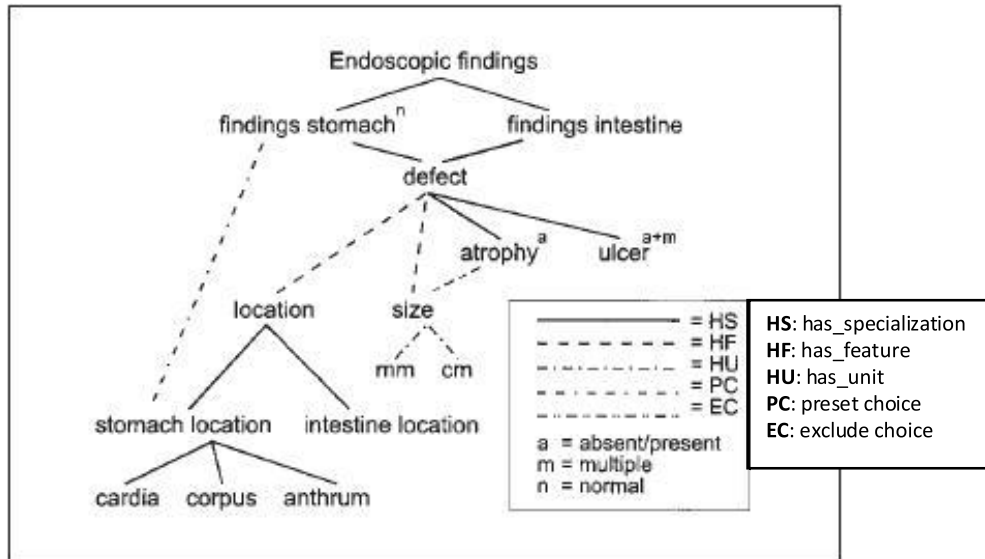 Endoscopic findings
findings stomach^n findings intestine
defect
atrophy^a ulcer^a+m
location size
mm cm
stomach location intestine location
cardia corpus anthrum
= HS
= HF
= HU
= PC
= EC
a = absent/present
m = multiple
n = normal
HS: has_specialization
HF: has_feature
HU: has_unit
PC: preset choice
EC: exclude choice